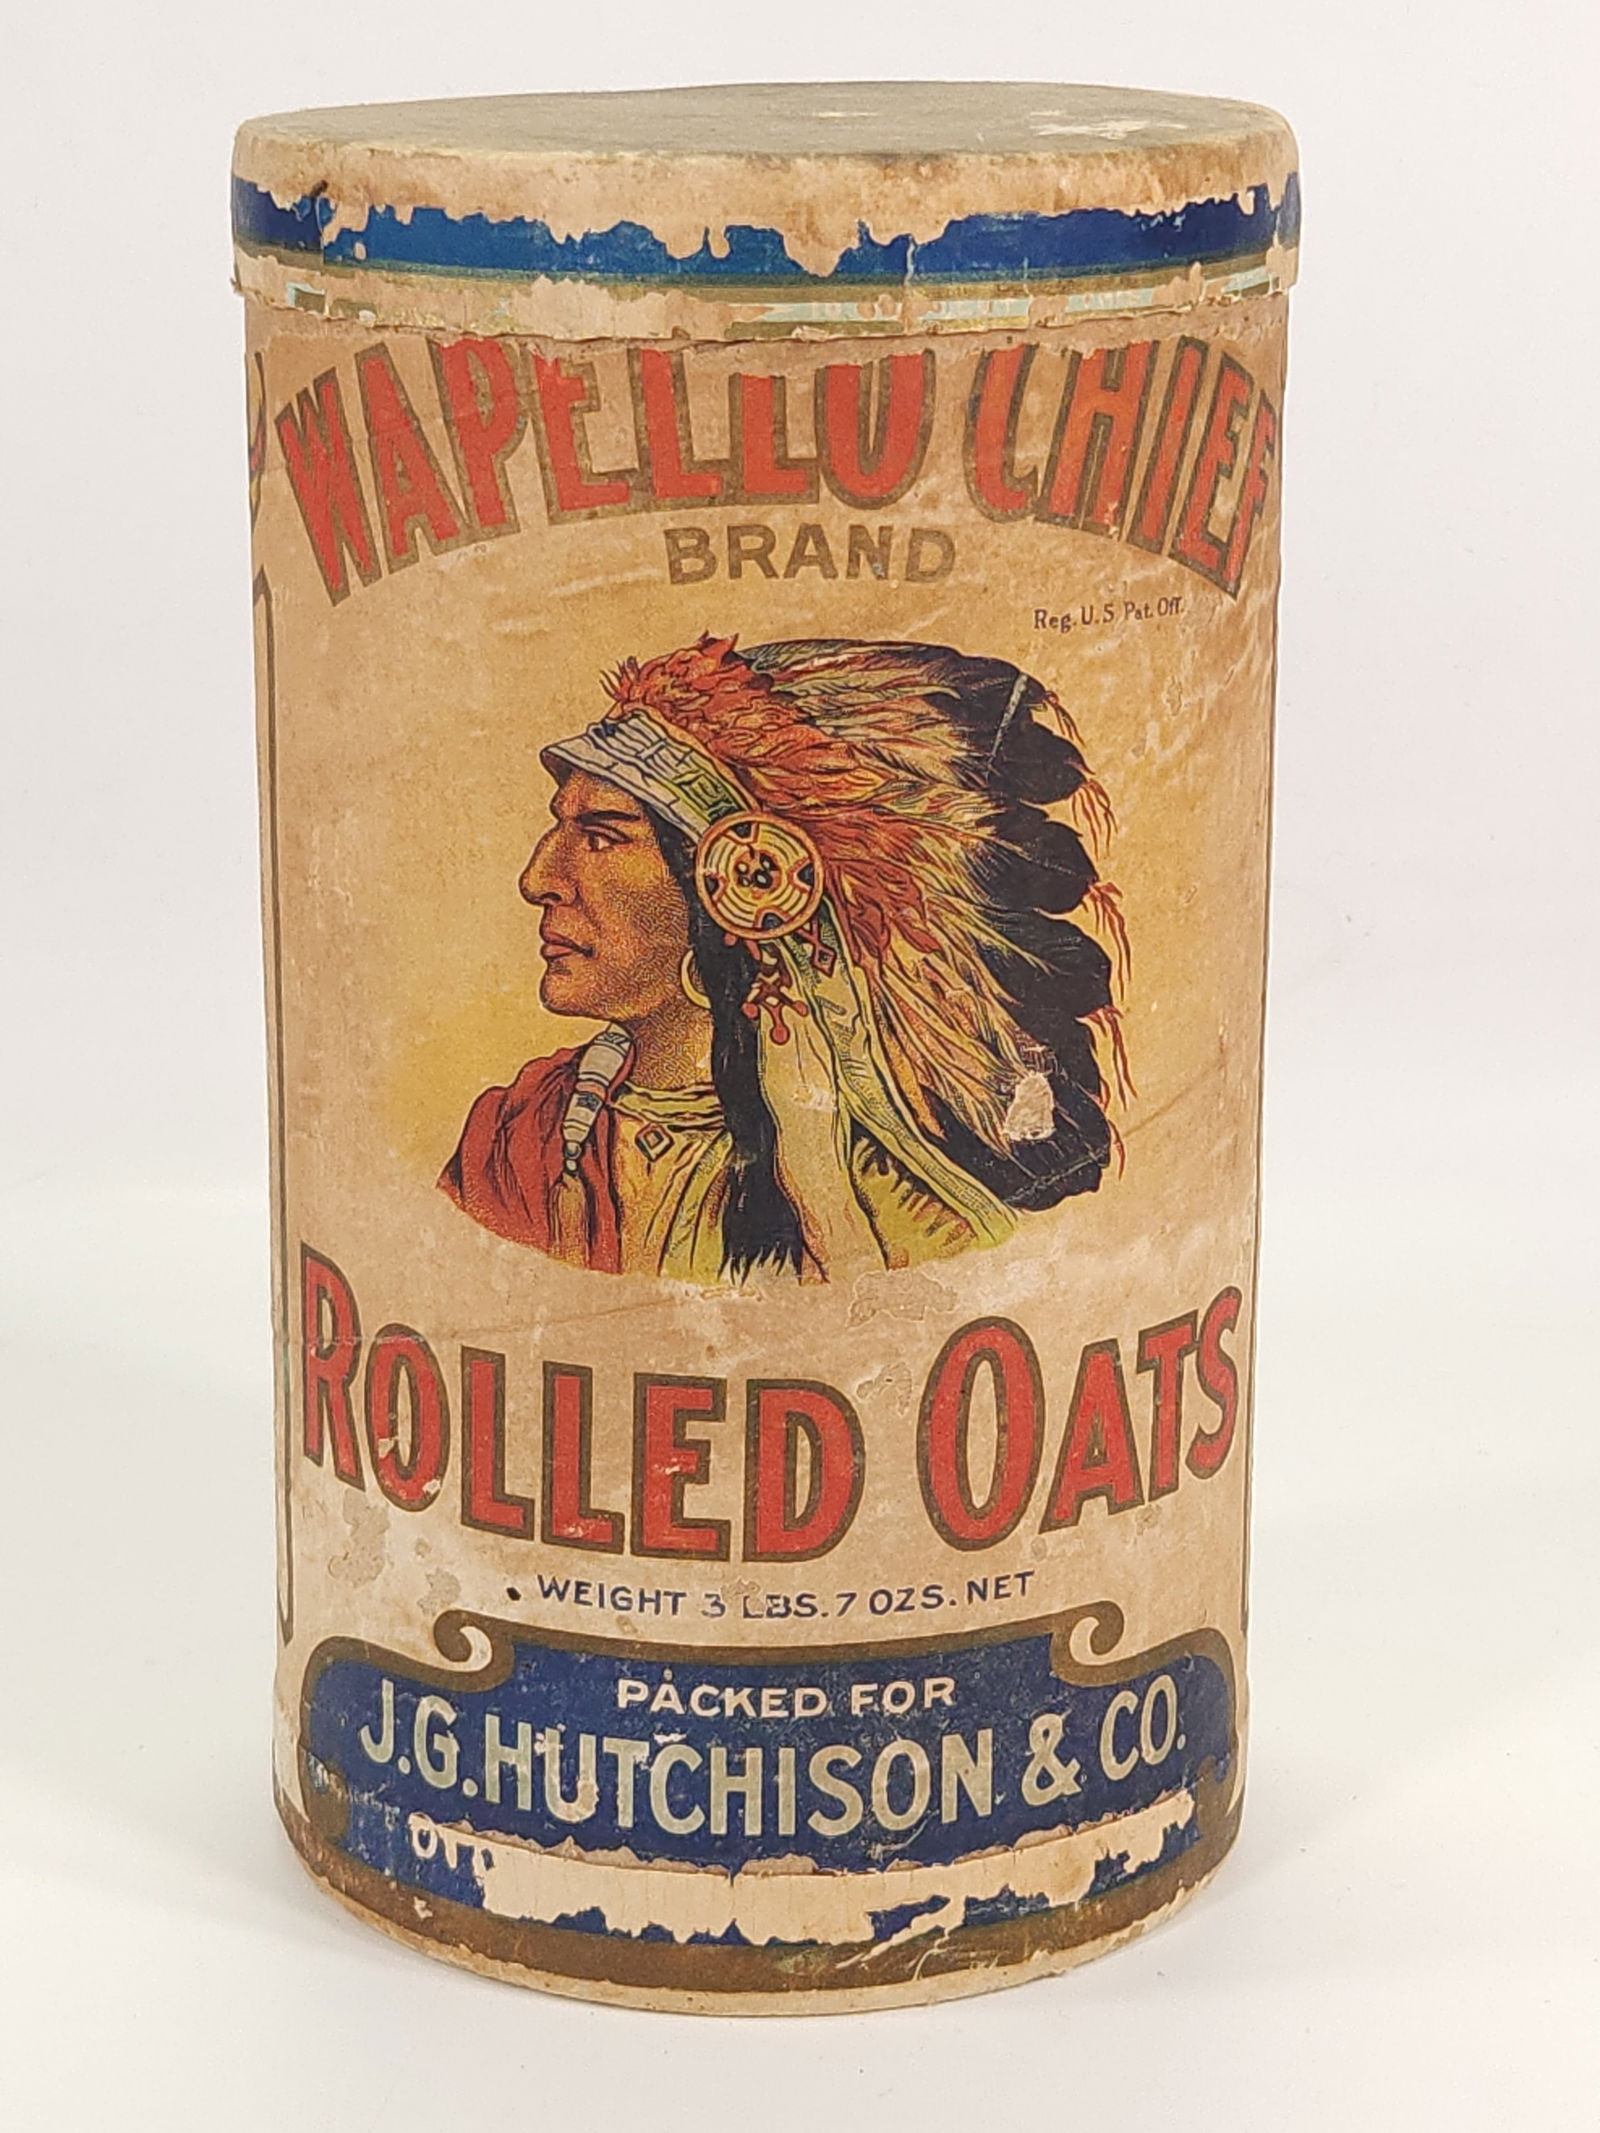 WAPELLO CHIEF
BRAND
Reg. U.S. Pat. Off.
ROLLED OATS
WEIGHT 3 LBS. 7 OZS. NET
PACKED FOR
J.G. HUTCHISON & CO.